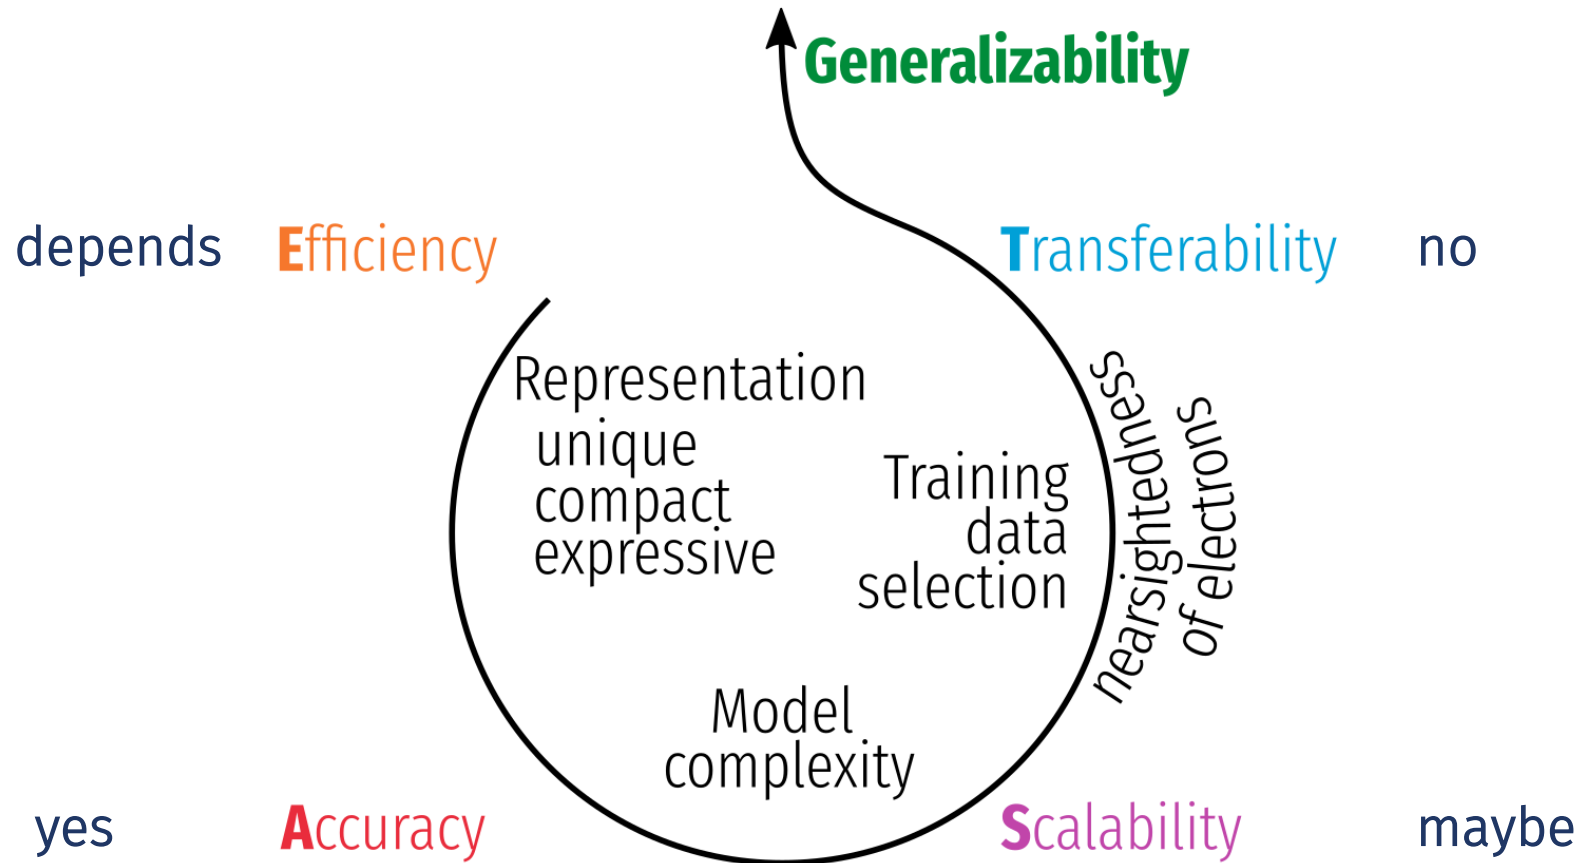 Generalizability
depends Efficiency
Transferability no
Representation
unique
compact
expressive
Training
data
selection
nearsightedness
of electrons
Model
complexity
yes Accuracy
Scalability maybe